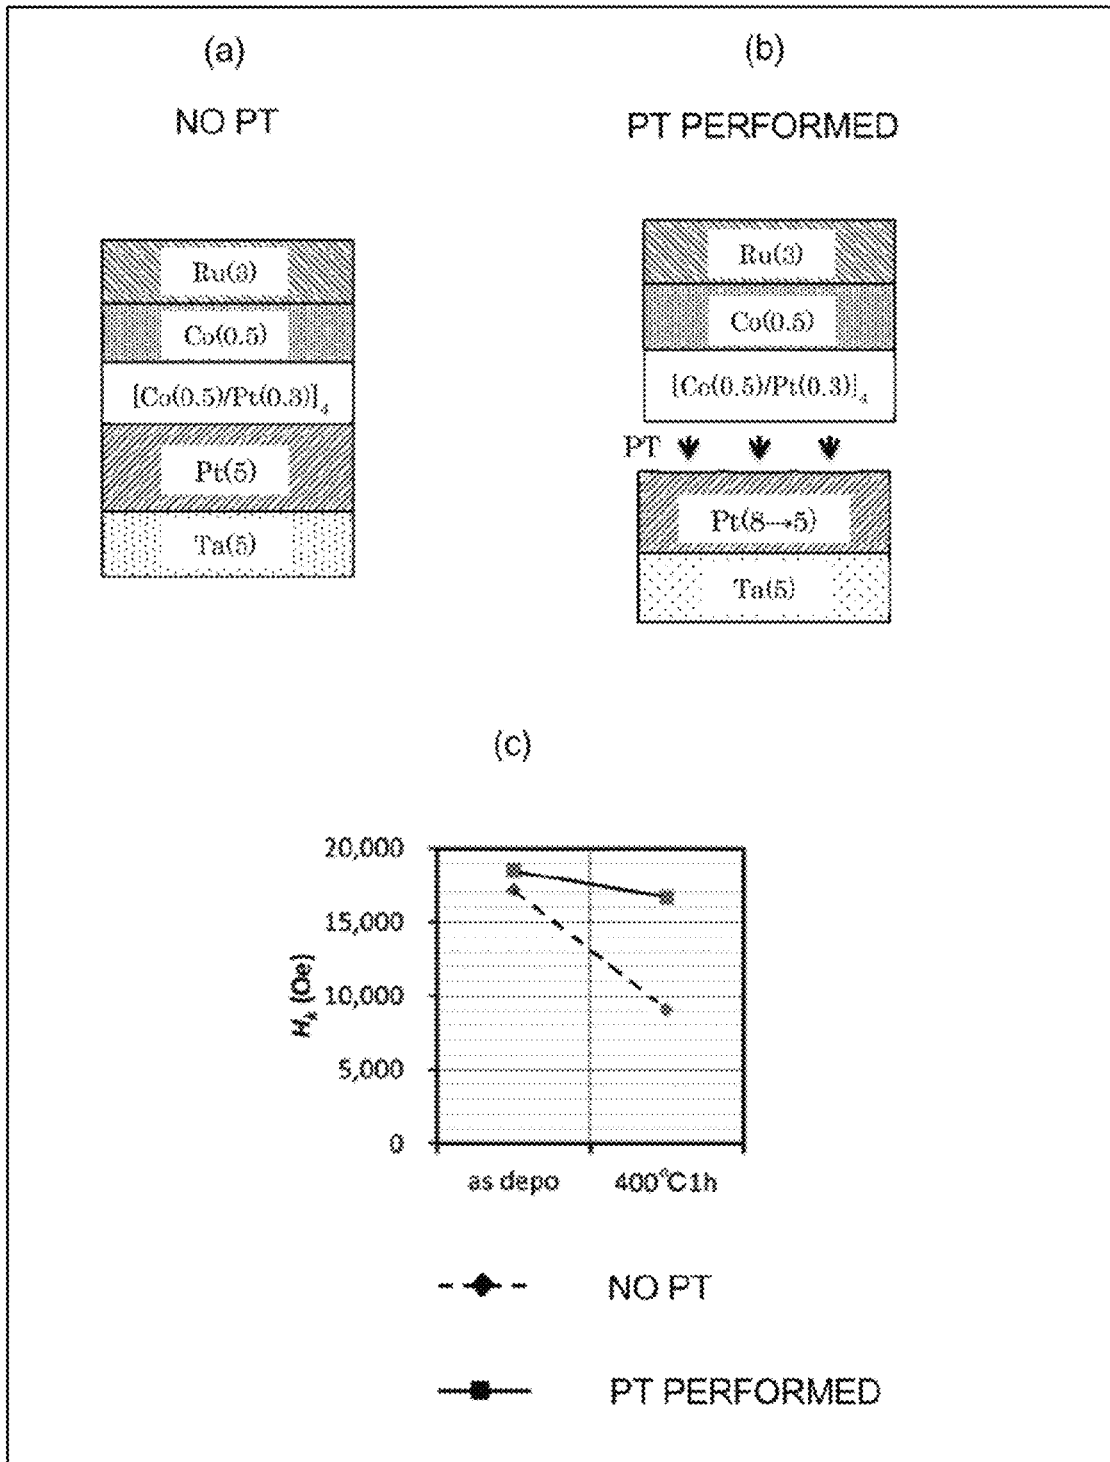 (a)
NO PT
Ru(3)
Co(0.5)
[Co(0.5)/Pt(0.3)]4
Pt(5)
Ta(5)
(b)
PT PERFORMED
Ru(3)
Co(0.5)
[Co(0.5)/Pt(0.3)]4
PT
Pt(8→5)
Ta(5)
(c)
Hk (Oe)
20,000
15,000
10,000
5,000
0
as depo
400°C1h
NO PT
PT PERFORMED